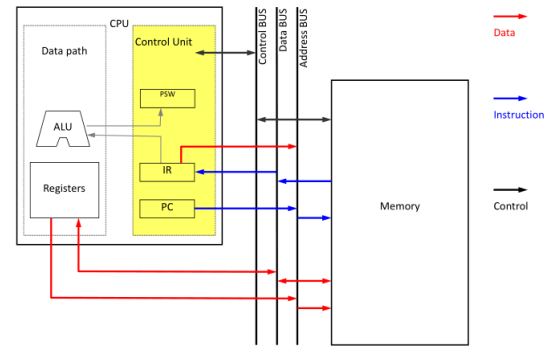 CPU
Data path
Control Unit
PSW
ALU
IR
Registers
PC
Control BUS
Data BUS
Address BUS
Memory
Data
Instruction
Control